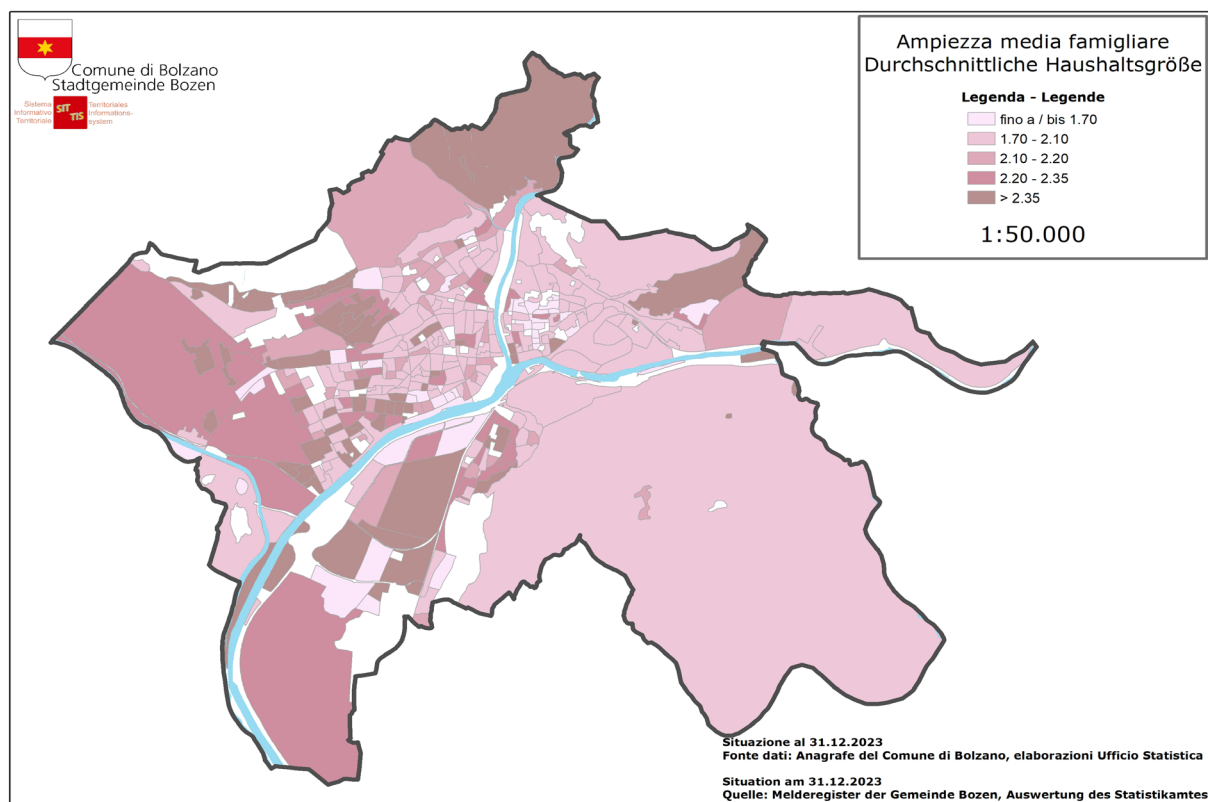 Comune di Bolzano
Stadtgemeinde Bozen
Sistema
Informativo
Territoriale
SIT
TIS
Territoriales
Informations-
system
Ampiezza media famigliare
Durchschnittliche Haushaltsgröße
Legenda - Legende
fino a / bis 1.70
1.70 - 2.10
2.10 - 2.20
2.20 - 2.35
> 2.35
1:50.000
Situazione al 31.12.2023
Fonte dati: Anagrafe del Comune di Bolzano, elaborazioni Ufficio Statistica
Situation am 31.12.2023
Quelle: Melderegister der Gemeinde Bozen, Auswertung des Statistikamtes